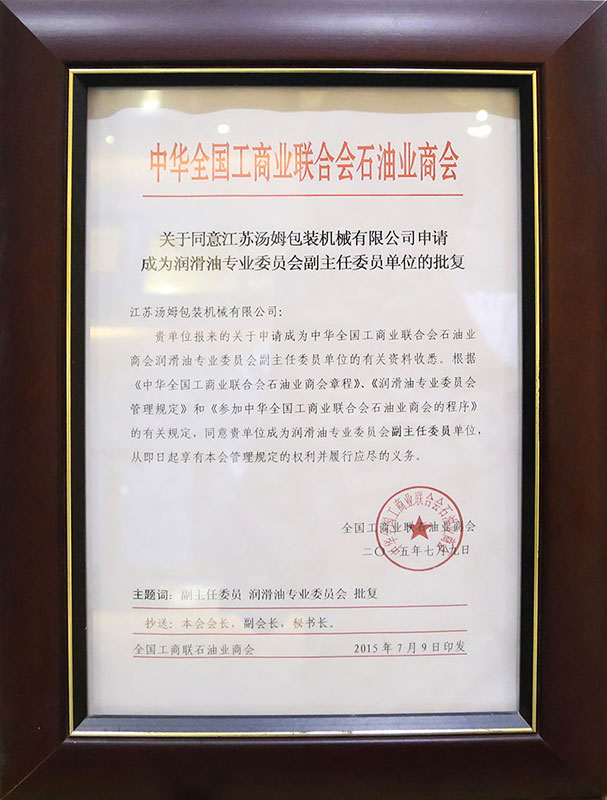 中华全国工商业联合会石油业商会
关于同意江苏汤姆包装机械有限公司申请
成为润滑油专业委员会副主任委员单位的批复
江苏汤姆包装机械有限公司：
贵单位报来的关于申请成为中华全国工商业联合会石油业
商会润滑油专业委员会副主任委员单位的有关资料收悉。根据
《中华全国工商业联合会石油业商会章程》、《润滑油专业委员会
管理规定》和《参加中华全国工商业联合会石油业商会的程序》
的有关规定，同意贵单位成为润滑油专业委员会副主任委员单位，
从即日起享有本会管理规定的权利并履行应尽的义务。
中华全国工商业联合会石油业商会
全国工商业联石油业商会
二〇一五年七月九日
主题词：副主任委员 润滑油专业委员会 批复
抄送：本会会长，副会长，秘书长。
全国工商联石油业商会 2015年7月9日印发